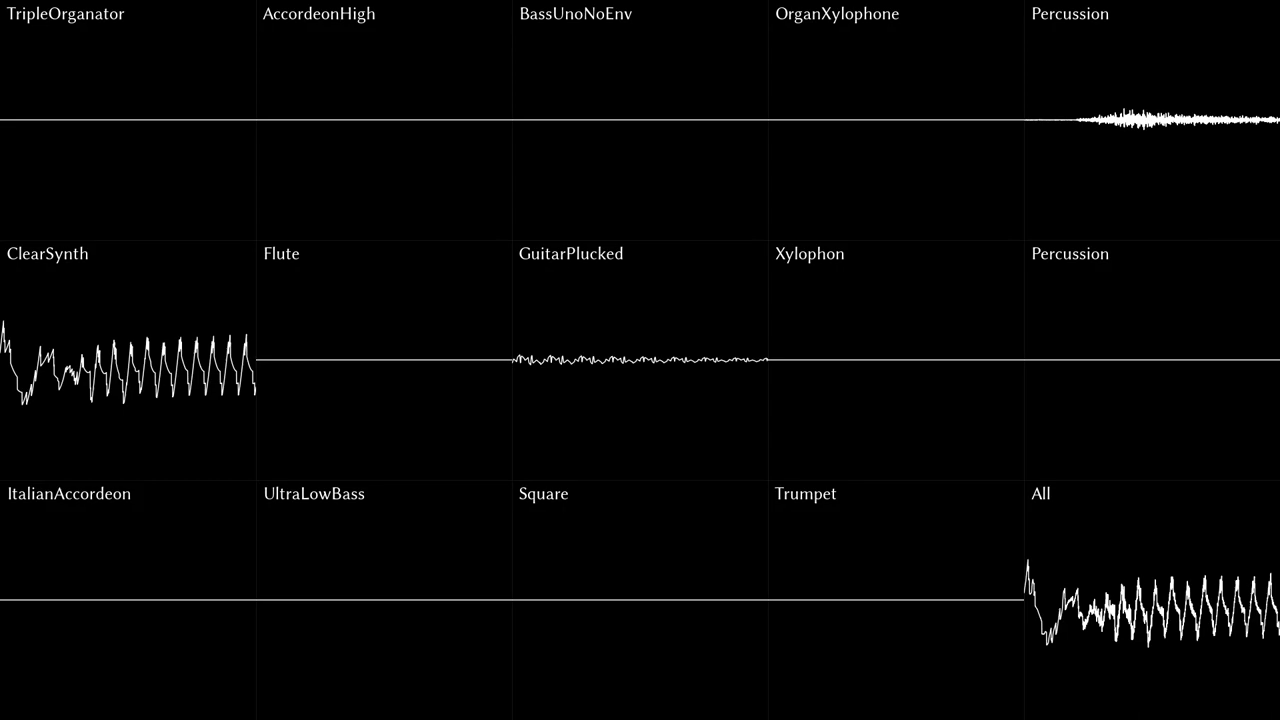 TripleOrganator
AccordeonHigh
BassUnoNoEnv
OrganXylophone
Percussion
ClearSynth
Flute
GuitarPlucked
Xylophon
Percussion
ItalianAccordeon
UltraLowBass
Square
Trumpet
All